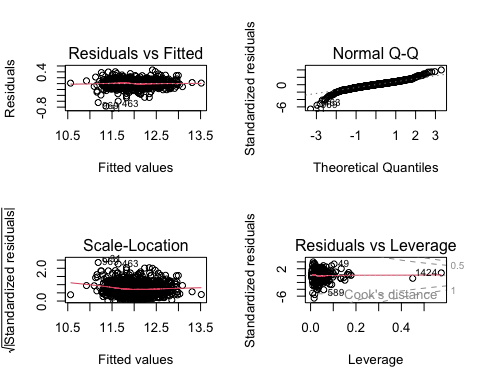 Residuals vs Fitted
Residuals
-0.8 0.4
463
10.5 11.5 12.5 13.5
Fitted values
Normal Q-Q
Standardized residuals
-6 0
-3 -1 1 2 3
Theoretical Quantiles
Scale-Location
√|Standardized residuals|
0.0 2.0
463
10.5 11.5 12.5 13.5
Fitted values
Residuals vs Leverage
Standardized residuals
-6 2
1424
589
Cook's distance
0.5
1
0.0 0.2 0.4
Leverage